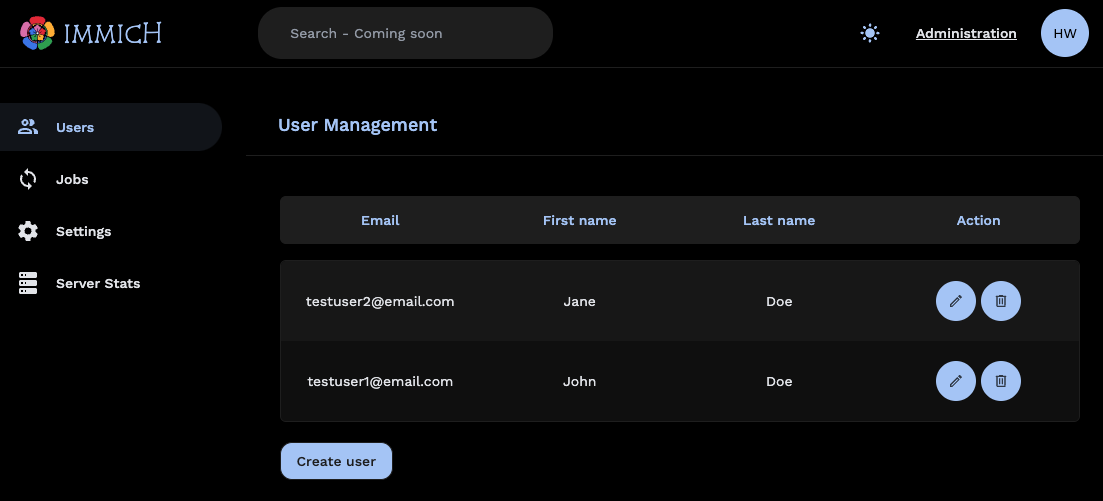 IMMICH
Search - Coming soon
Administration
HW
Users
Jobs
Settings
Server Stats
User Management
Email First name Last name Action
testuser2@email.com Jane Doe
testuser1@email.com John Doe
Create user